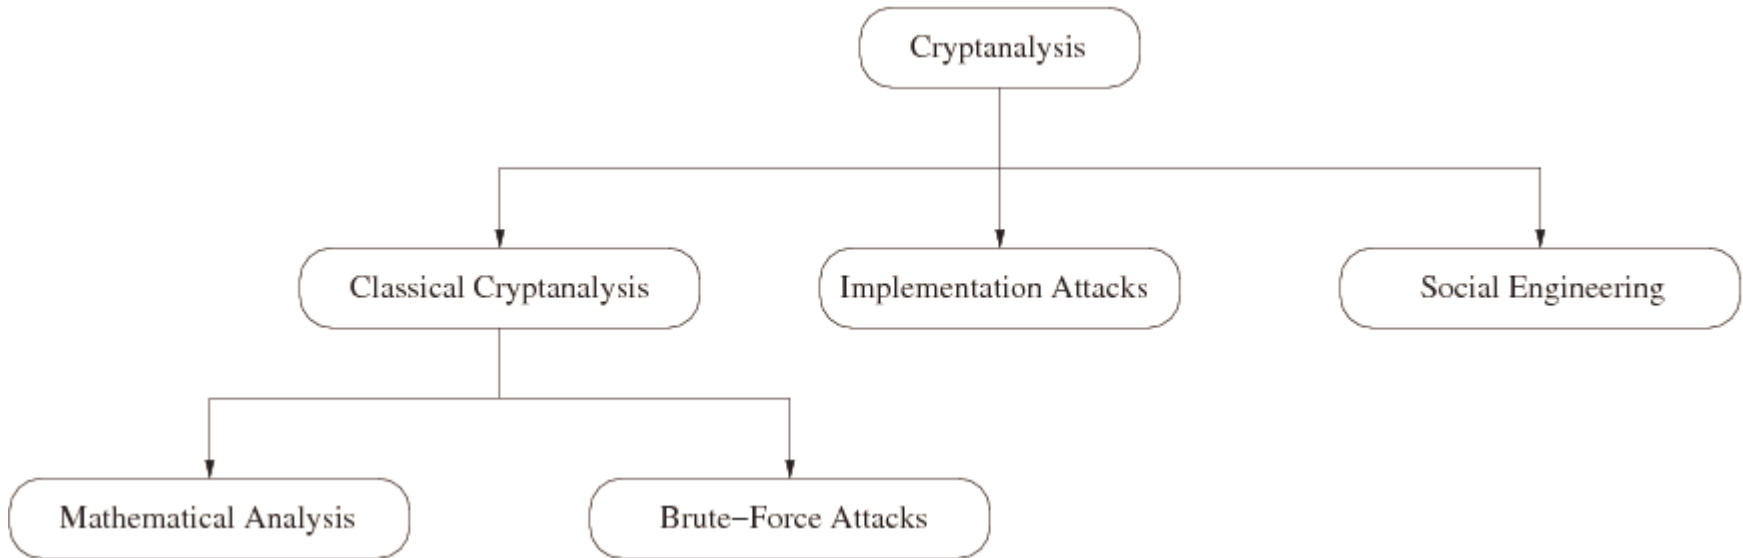 Cryptanalysis
Classical Cryptanalysis
Implementation Attacks
Social Engineering
Mathematical Analysis
Brute−Force Attacks